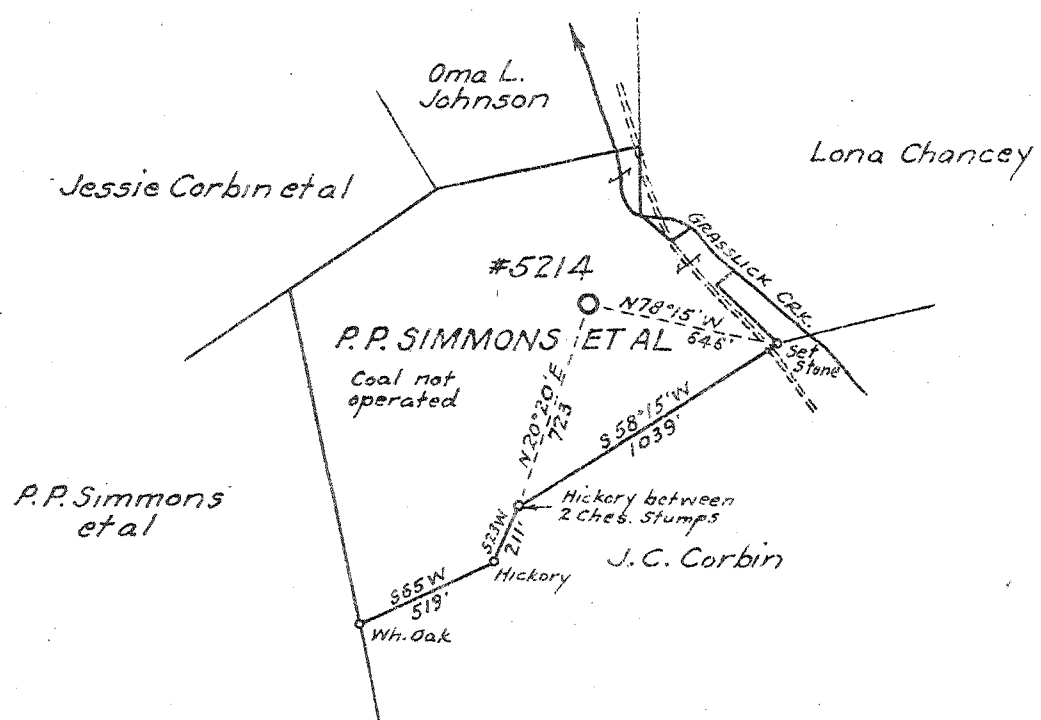 Oma L.
Johnson
Lona Chancey
Jessie Corbin et al
GRASSLICK CRK.
#5214
N78°15'W
646'
P.P. SIMMONS ET AL
Set
Stone
Coal not
operated
N20°20'E
723
S58°15'W
1039'
P.P. Simmons
et al
Hickory between
2 Ches. Stumps
S23W
211'
J.C. Corbin
Hickory
S65W
519'
Wh. Oak